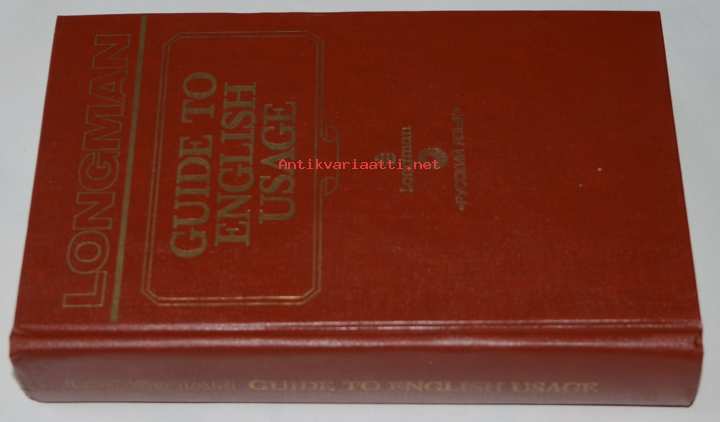 LONGMAN
GUIDE TO
ENGLISH
USAGE
Longman
«РУССКИЙ ЯЗЫК»
GUIDE TO ENGLISH USAGE
Antikvariaatti.net